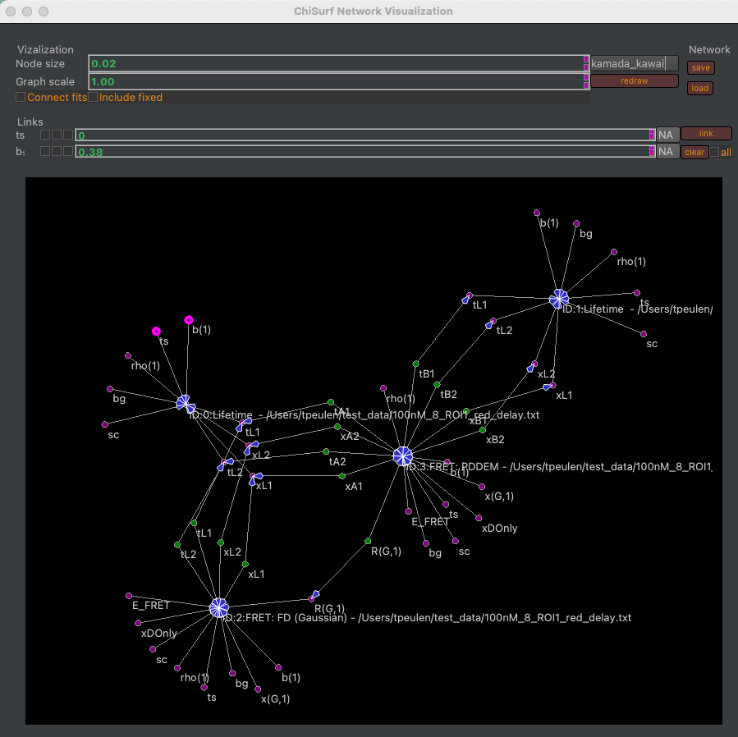 ChiSurf Network Visualization
Vizalization
Network
Node size
0.02
kamada_kawai
save
Graph scale
1.00
redraw
load
Connect fits
Include fixed
Links
ts
0
NA
link
b₁
0.38
NA
clear
all
b(1)
bg
rho(1)
ts
ID:1:Lifetime - /Users/tpeulen/
sc
tL1
tL2
xL2
xL1
b(1)
ts
rho(1)
bg
sc
tB1
tB2
rho(1)
tA1
ID:0:Lifetime - /Users/tpeulen/test_data/100nM_8_ROI1_red_delay.txt
xB1
xB2
tL1
xA2
xL2
tA2
tL2
ID:3:FRET: PDDEM - /Users/tpeulen/test_data/100nM_8_ROI1_
b(1)
xL1
xA1
x(G,1)
ts
E_FRET
xDOnly
tL1
tL2
xL2
R(G,1)
bg
sc
xL1
E_FRET
R(G,1)
ID:2:FRET: FD (Gaussian) - /Users/tpeulen/test_data/100nM_8_ROI1_red_delay.txt
xDOnly
sc
rho(1)
bg
b(1)
ts
x(G,1)